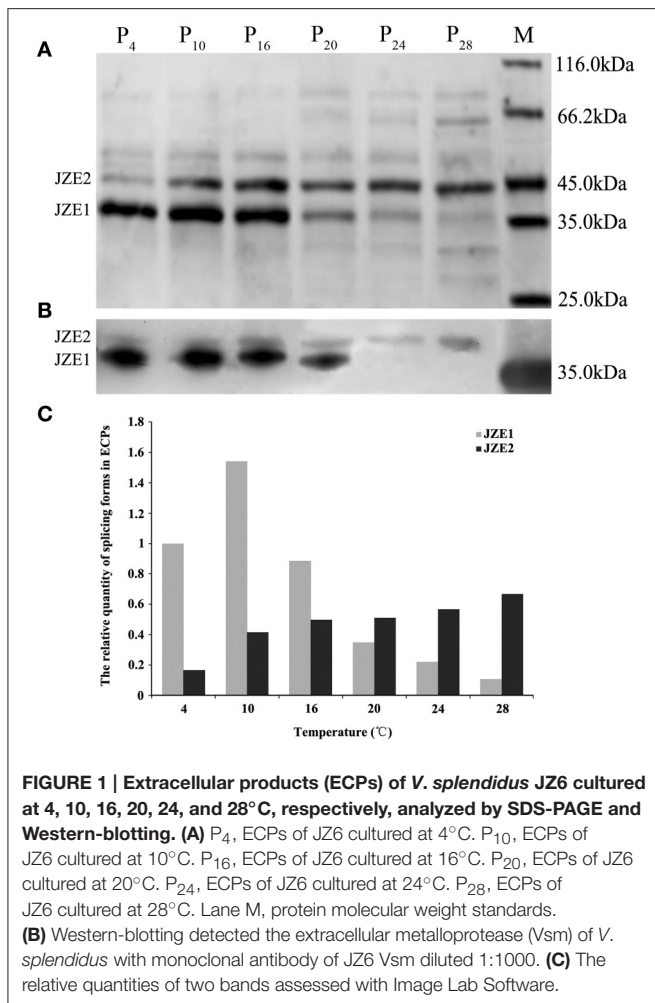 A
P4 P10 P16 P20 P24 P28 M
116.0kDa
66.2kDa
JZE2
45.0kDa
JZE1
35.0kDa
25.0kDa
B
JZE2
JZE1
35.0kDa
C
The relative quantity of splicing forms in ECPs
1.8
1.6
1.4
1.2
1
0.8
0.6
0.4
0.2
0
JZE1
JZE2
4 10 16 20 24 28
Temperature (℃)
FIGURE 1 | Extracellular products (ECPs) of V. splendidus JZ6 cultured
at 4, 10, 16, 20, 24, and 28°C, respectively, analyzed by SDS-PAGE and
Western-blotting. (A) P4, ECPs of JZ6 cultured at 4°C. P10, ECPs of
JZ6 cultured at 10°C. P16, ECPs of JZ6 cultured at 16°C. P20, ECPs of JZ6
cultured at 20°C. P24, ECPs of JZ6 cultured at 24°C. P28, ECPs of
JZ6 cultured at 28°C. Lane M, protein molecular weight standards.
(B) Western-blotting detected the extracellular metalloprotease (Vsm) of V.
splendidus with monoclonal antibody of JZ6 Vsm diluted 1:1000. (C) The
relative quantities of two bands assessed with Image Lab Software.